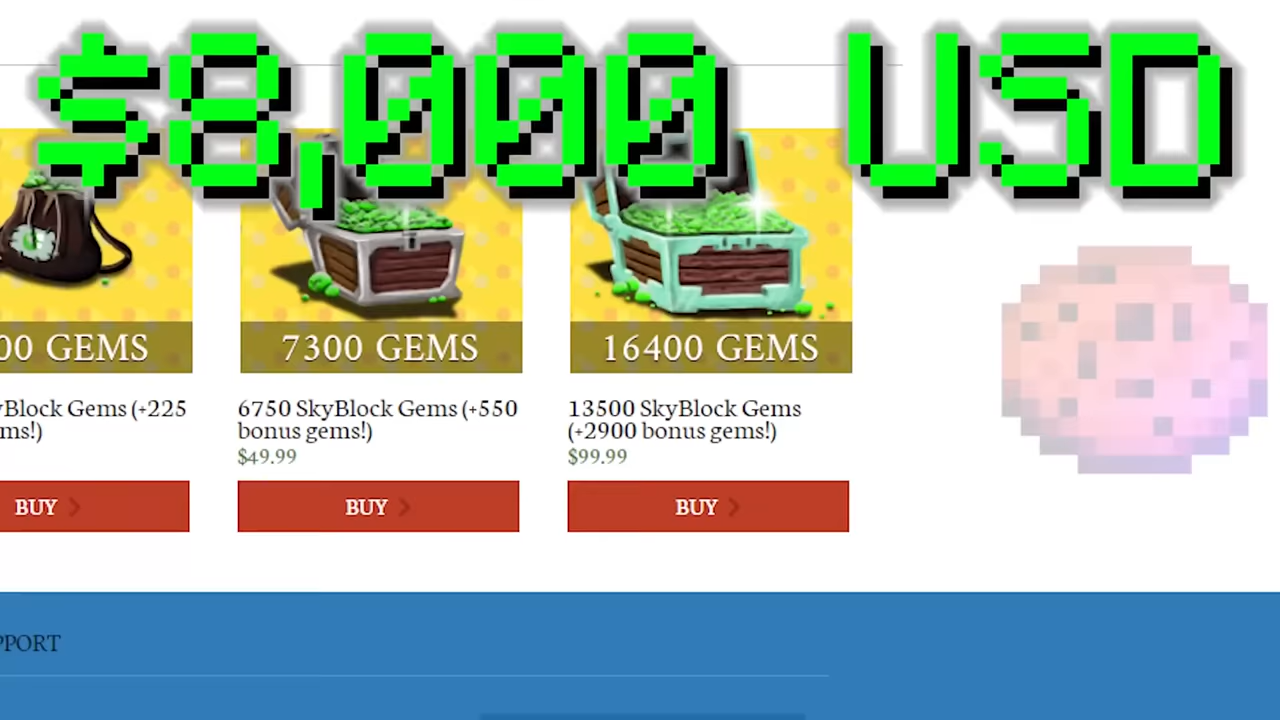 $8,000 USD
00 GEMS
7300 GEMS
16400 GEMS
yBlock Gems (+225
ms!)
6750 SkyBlock Gems (+550
bonus gems!)
$49.99
13500 SkyBlock Gems
(+2900 bonus gems!)
$99.99
BUY
BUY
BUY
PPORT